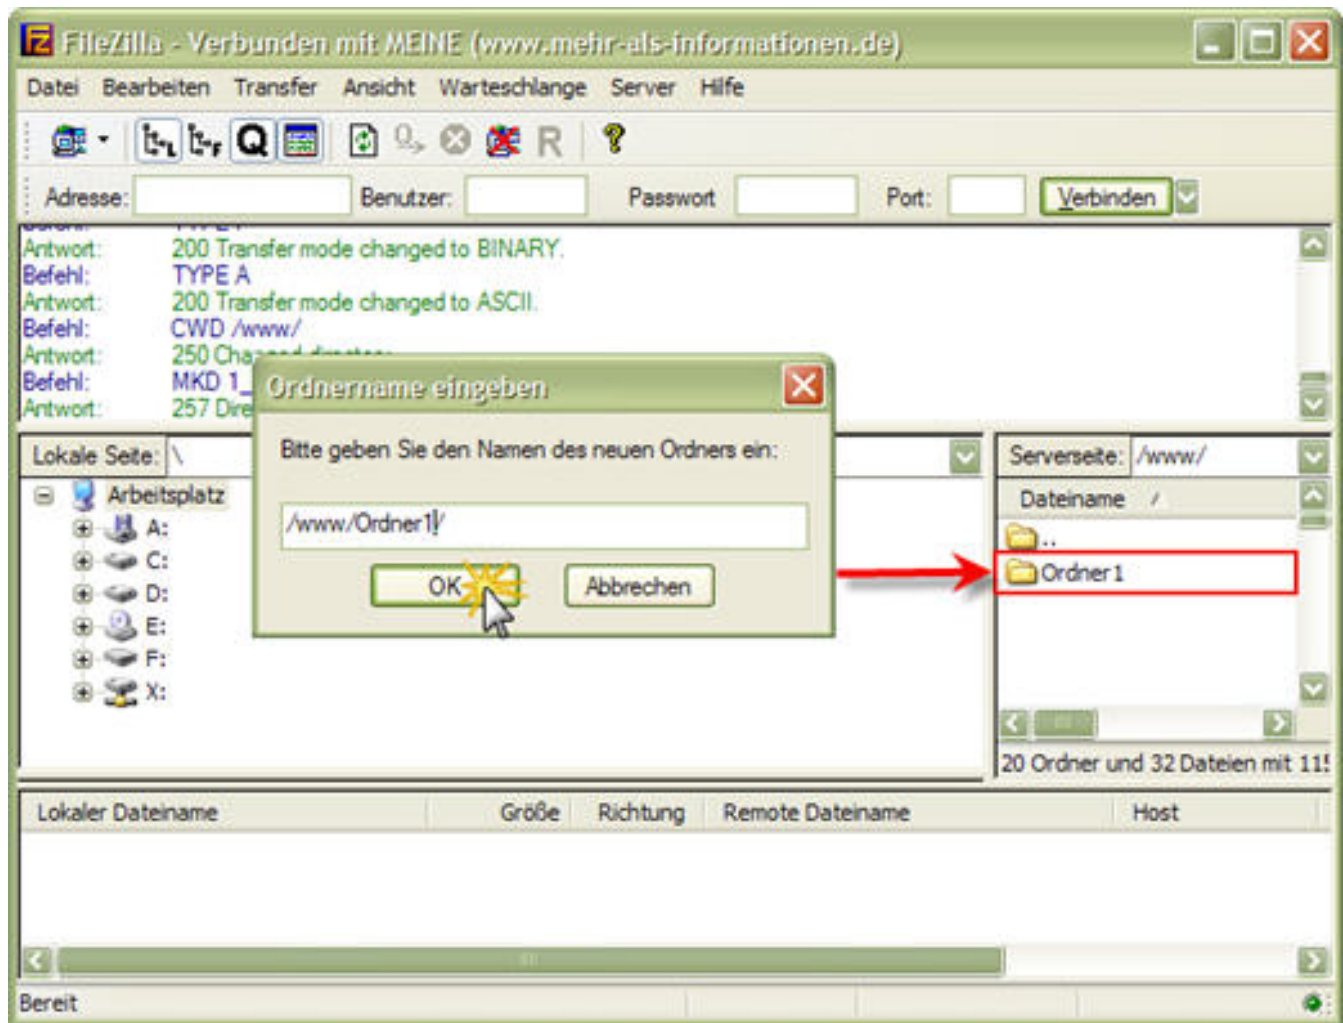 FileZilla - Verbunden mit MEINE (www.mehr-als-informationen.de)
Datei Bearbeiten Transfer Ansicht Warteschlange Server Hilfe
Adresse: Benutzer: Passwort Port: Verbinden
Antwort: 200 Transfer mode changed to BINARY.
Befehl: TYPE A
Antwort: 200 Transfer mode changed to ASCII.
Befehl: CWD /www/
Antwort: 250 Changed directory
Befehl: MKD 1_
Antwort: 257 Dire
Ordnername eingeben
Bitte geben Sie den Namen des neuen Ordners ein:
/www/Ordner1/
OK Abbrechen
Lokale Seite: \
Arbeitsplatz
A:
C:
D:
E:
F:
X:
Serverseite: /www/
Dateiname /
..
Ordner1
20 Ordner und 32 Dateien mit 115
Lokaler Dateiname Größe Richtung Remote Dateiname Host
Bereit